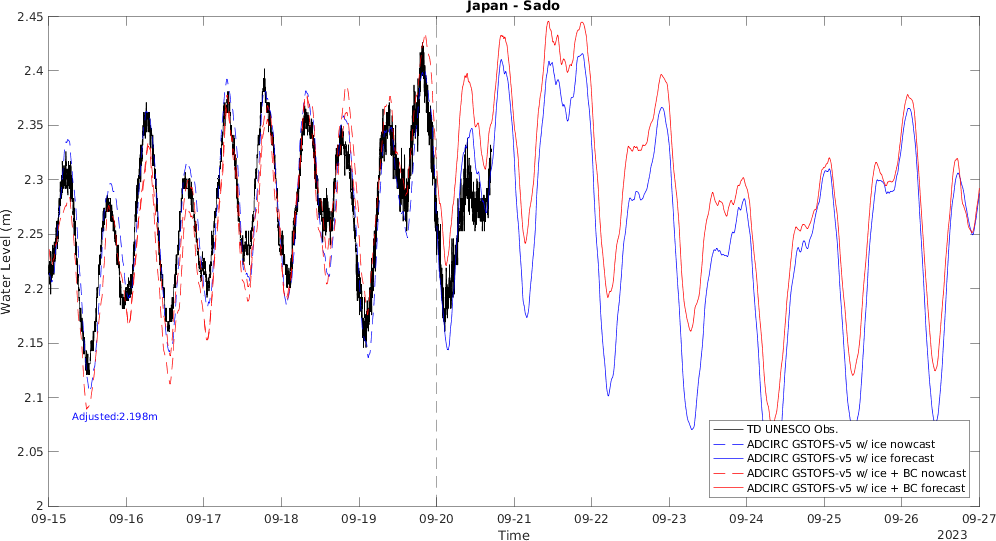 Japan - Sado
2.45
2.4
2.35
2.3
2.25
2.2
2.15
2.1
2.05
2
Water Level (m)
Adjusted:2.198m
TD UNESCO Obs.
ADCIRC GSTOFS-v5 w/ ice nowcast
ADCIRC GSTOFS-v5 w/ ice forecast
ADCIRC GSTOFS-v5 w/ ice + BC nowcast
ADCIRC GSTOFS-v5 w/ ice + BC forecast
09-15 09-16 09-17 09-18 09-19 09-20 09-21 09-22 09-23 09-24 09-25 09-26 09-27
Time
2023